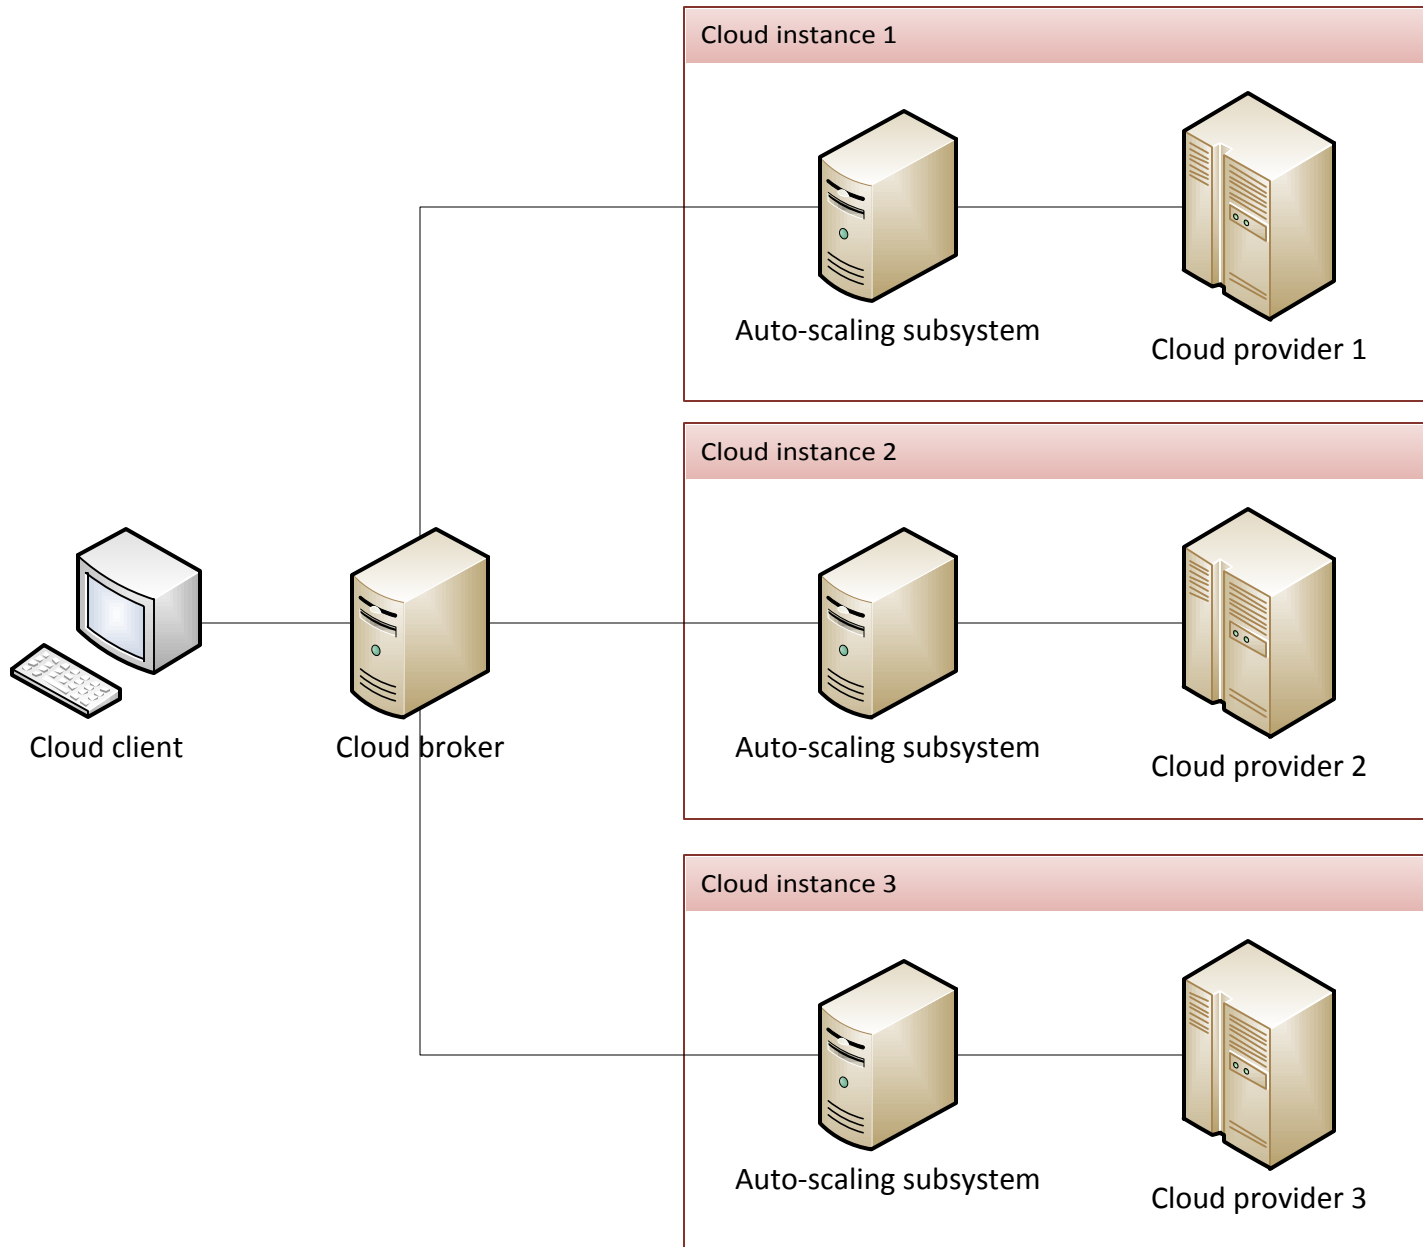 Cloud instance 1
Auto-scaling subsystem
Cloud provider 1
Cloud instance 2
Cloud client
Cloud broker
Auto-scaling subsystem
Cloud provider 2
Cloud instance 3
Auto-scaling subsystem
Cloud provider 3